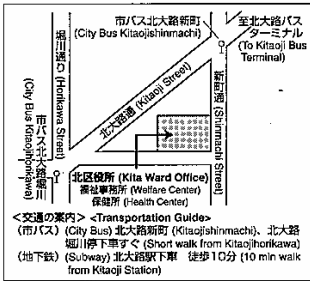 市バス北大路新町
(City Bus Kitaojishinmachi)
至北大路バス
ターミナル
(To Kitaoji Bus
Terminal)
堀川通り (Horikawa Street)
北大路通 (Kitaoji Street)
新町通 (Shinmachi Street)
市バス北大路堀川
(City Bus Kitaojihorikawa)
北区役所 (Kita Ward Office)
福祉事務所 (Welfare Center)
保健所 (Health Center)
<交通の案内> <Transportation Guide>
(市バス) (City Bus) 北大路新町 (Kitaojishinmachi)、北大路
堀川停下車すぐ (Short walk from Kitaojihorikawa)
(地下鉄) (Subway) 北大路駅下車 徒歩10分 (10 min walk
from Kitaoji Station)